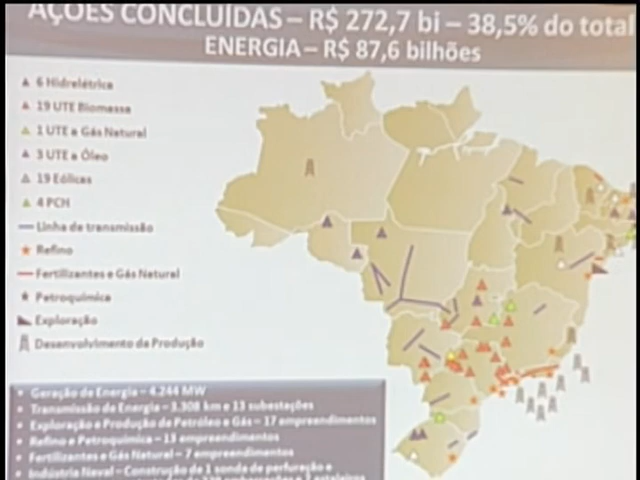 AÇÕES CONCLUÍDAS – R$ 272,7 bi – 38,5% do total
ENERGIA – R$ 87,6 bilhões
6 Hidrelétrica
19 UTE Biomassa
1 UTE a Gás Natural
3 UTE a Óleo
19 Eólicas
4 PCH
Linha de transmissão
Refino
Fertilizantes e Gás Natural
Petroquímica
Exploração
Desenvolvimento da Produção
• Geração de Energia – 4.244 MW
• Transmissão de Energia – 3.308 km e 13 subestações
• Exploração e Produção de Petróleo e Gás – 17 empreendimentos
• Refino e Petroquímica – 13 empreendimentos
• Fertilizantes e Gás Natural – 7 empreendimentos
• Indústria Naval – Construção de 1 sonda de perfuração e